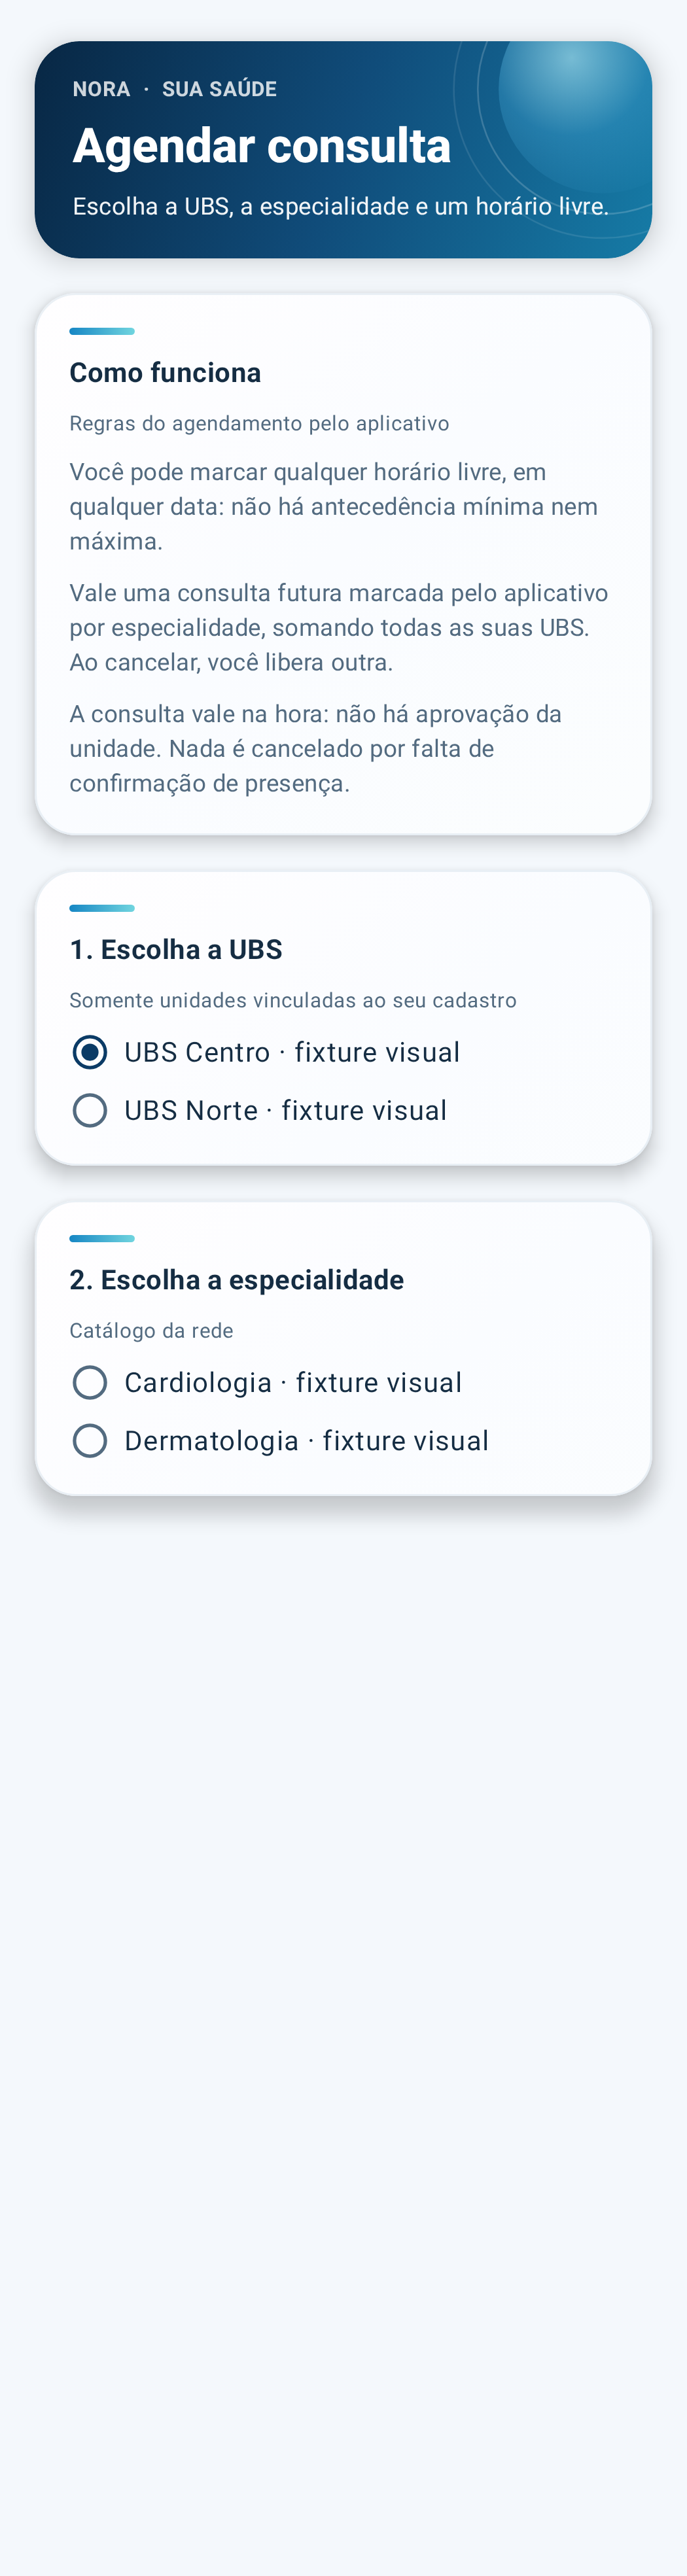 NORA · SUA SAÚDE
Agendar consulta
Escolha a UBS, a especialidade e um horário livre.
Como funciona
Regras do agendamento pelo aplicativo
Você pode marcar qualquer horário livre, em
qualquer data: não há antecedência mínima nem
máxima.
Vale uma consulta futura marcada pelo aplicativo
por especialidade, somando todas as suas UBS.
Ao cancelar, você libera outra.
A consulta vale na hora: não há aprovação da
unidade. Nada é cancelado por falta de
confirmação de presença.
1. Escolha a UBS
Somente unidades vinculadas ao seu cadastro
UBS Centro · fixture visual
UBS Norte · fixture visual
2. Escolha a especialidade
Catálogo da rede
Cardiologia · fixture visual
Dermatologia · fixture visual